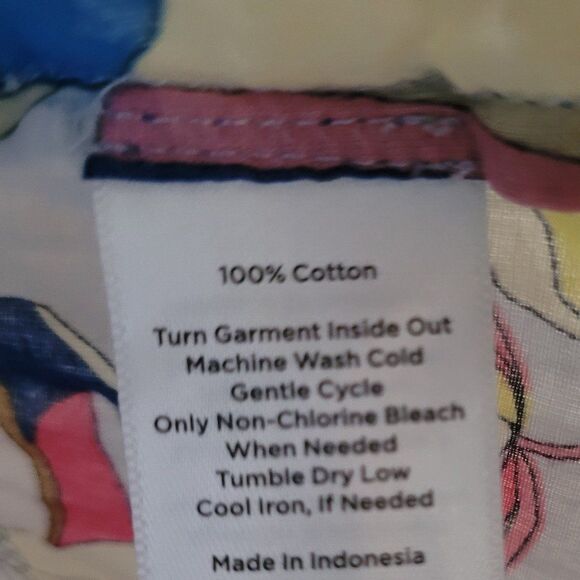 100% Cotton
Turn Garment Inside Out
Machine Wash Cold
Gentle Cycle
Only Non-Chlorine Bleach
When Needed
Tumble Dry Low
Cool Iron, If Needed
Made In Indonesia